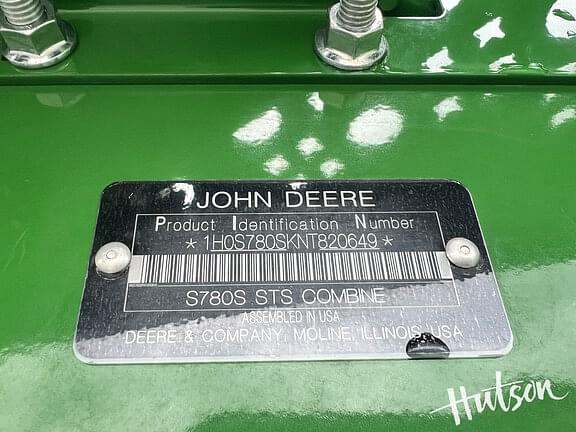 JOHN DEERE
Product Identification Number
* 1H0S780SKNT820649 *
S780S STS COMBINE
ASSEMBLED IN USA
DEERE & COMPANY, MOLINE, ILLINOIS, USA
Hutson